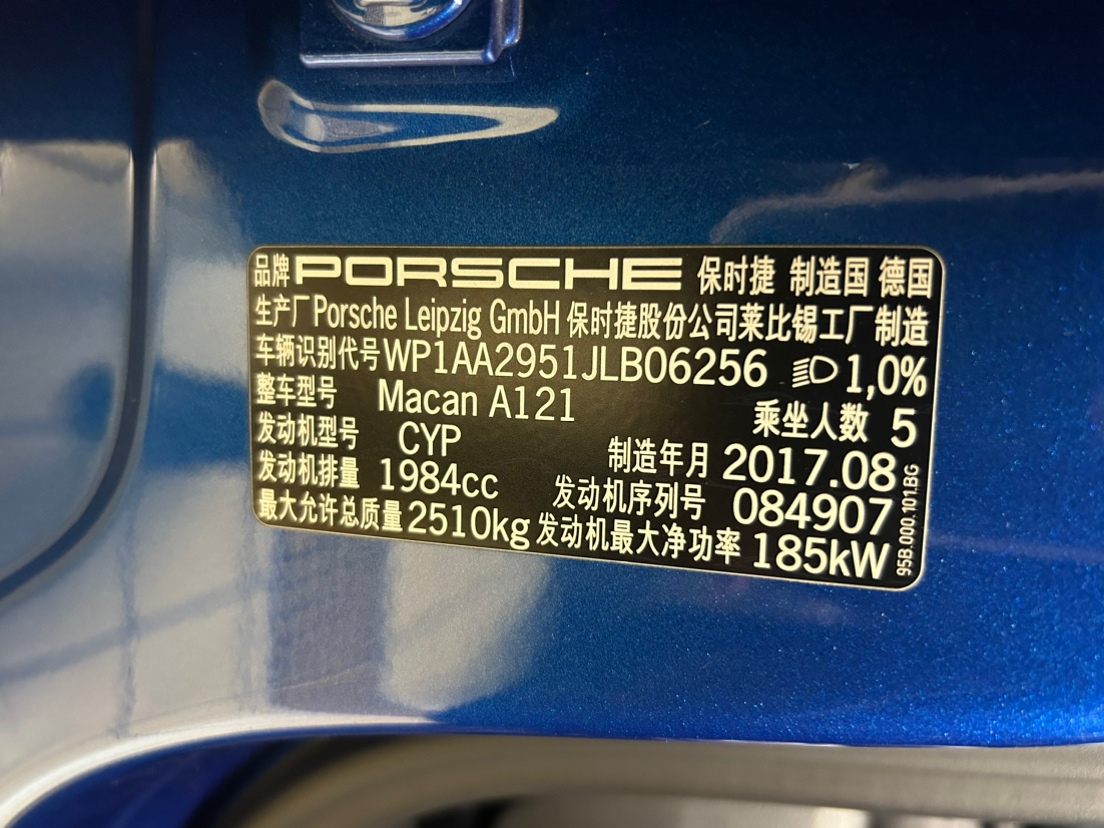 品牌 PORSCHE 保时捷 制造国 德国
生产厂 Porsche Leipzig GmbH 保时捷股份公司莱比锡工厂制造
车辆识别代号 WP1AA2951JLB06256 1,0%
整车型号 Macan A121 乘坐人数 5
发动机型号 CYP 制造年月 2017.08
发动机排量 1984cc 发动机序列号 084907
最大允许总质量 2510kg 发动机最大净功率 185kW
95B.000.101.BG